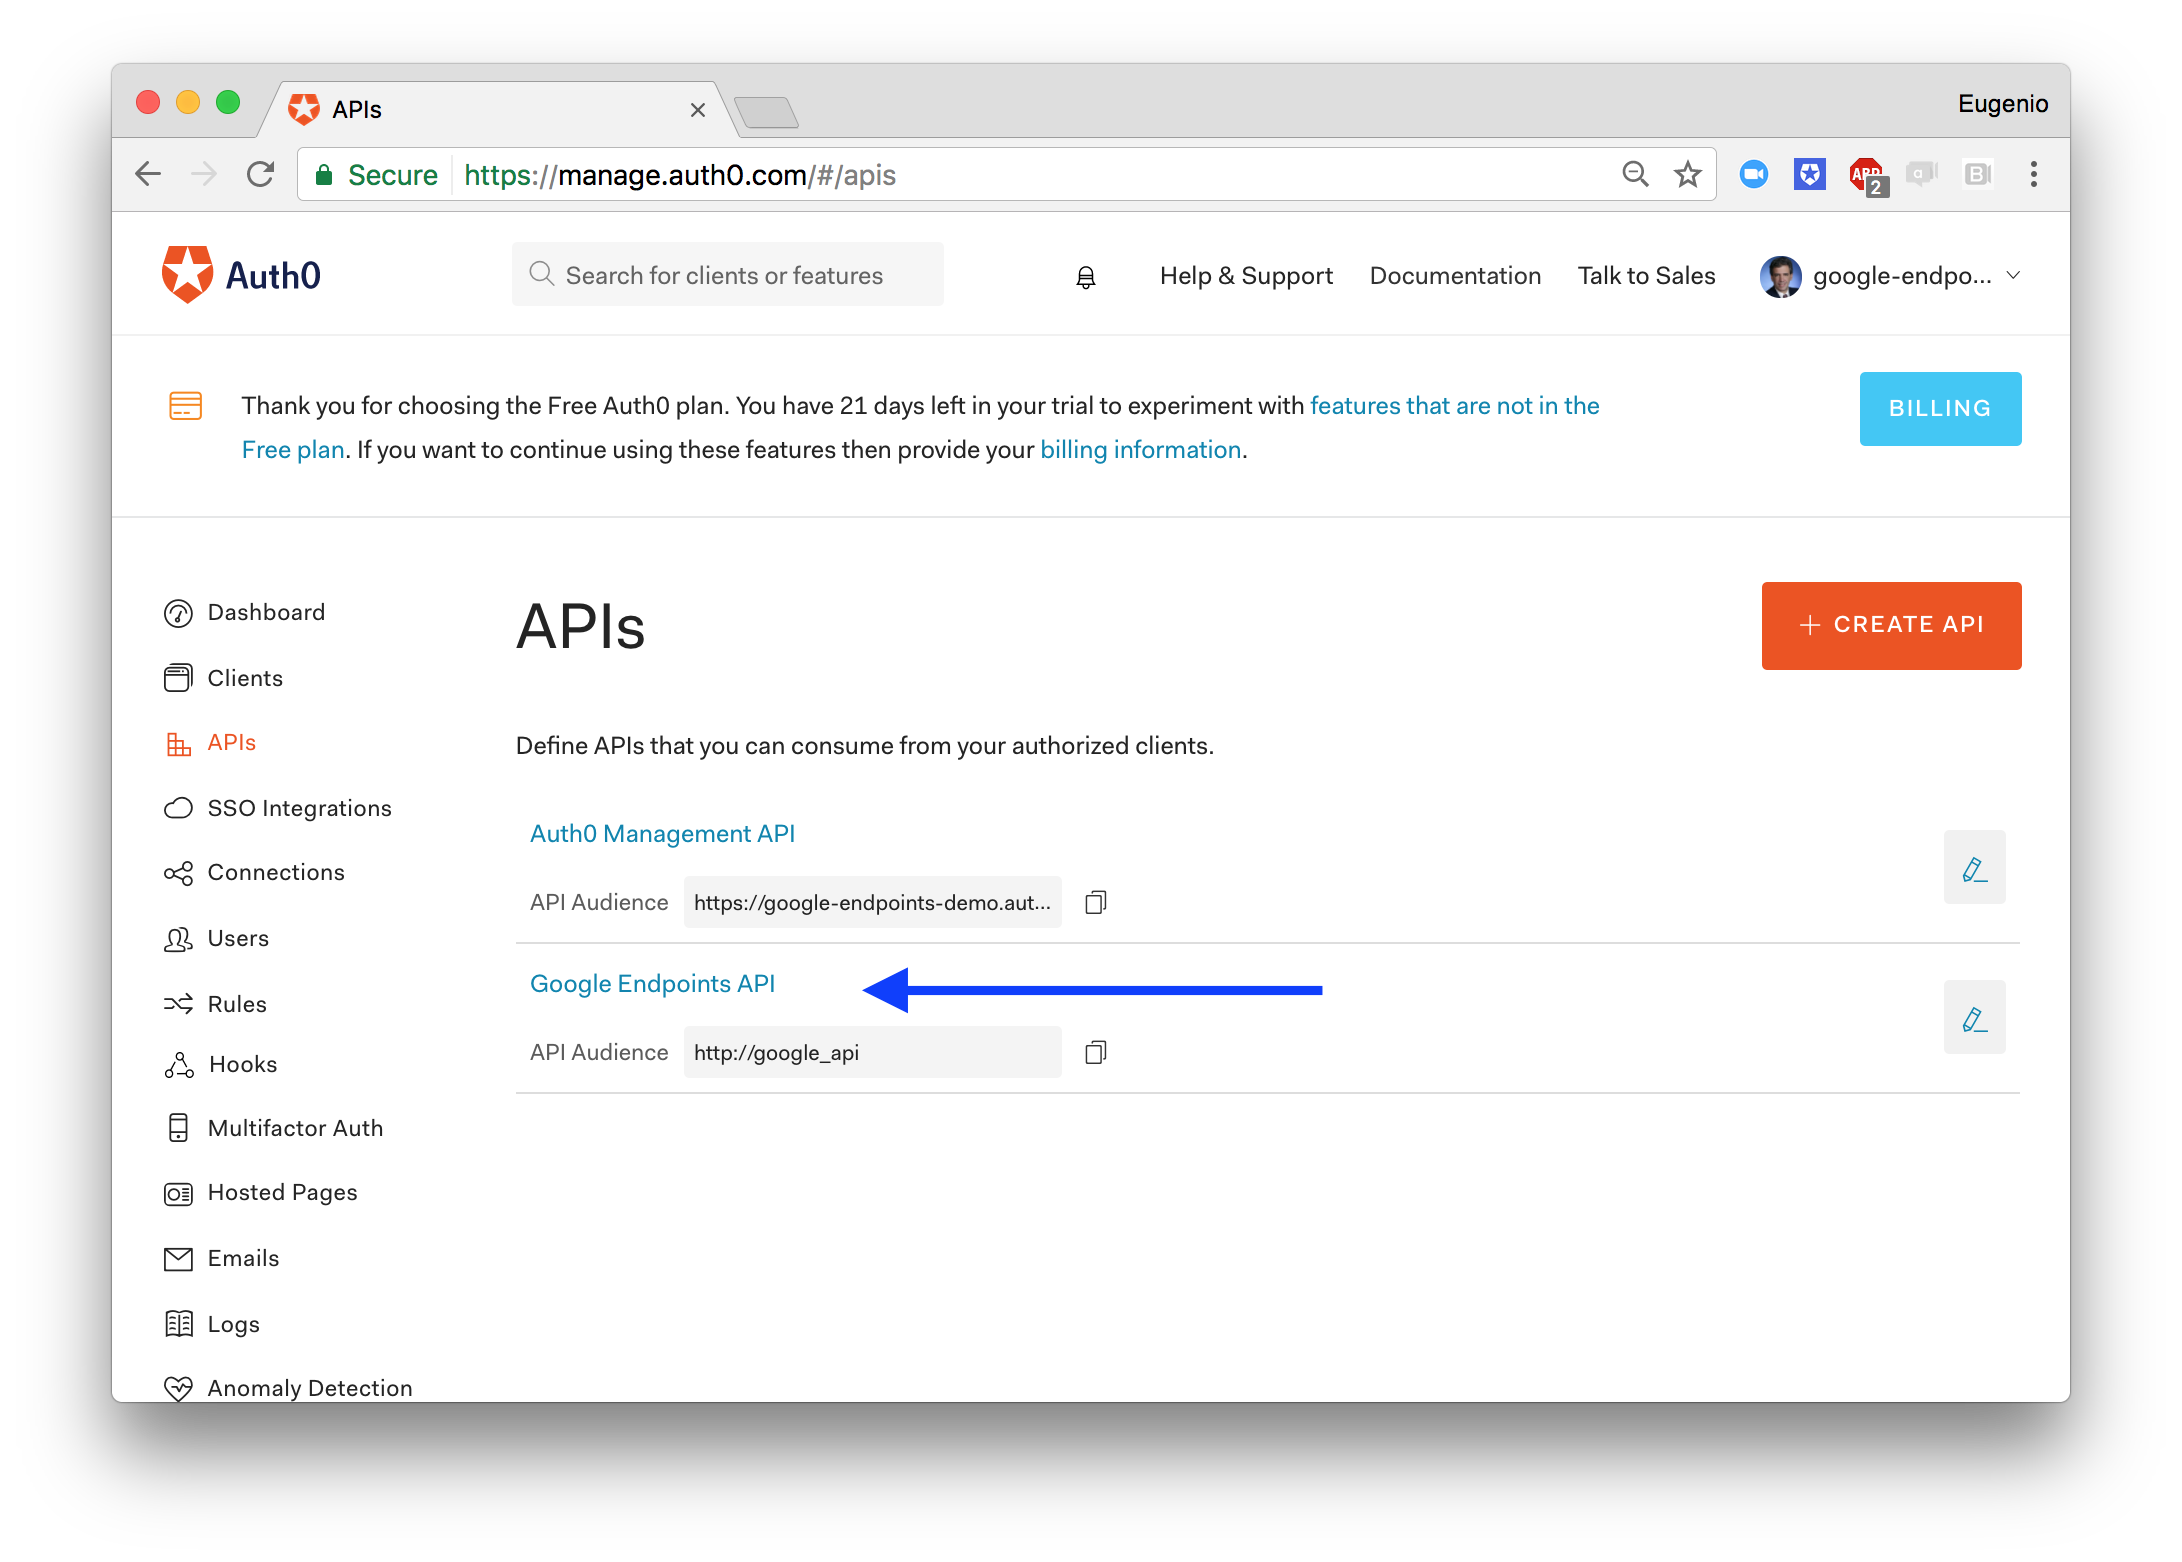 APIs
Eugenio
Secure https://manage.auth0.com/#/apis
ABP
2
a
B
Auth0
Search for clients or features
Help & Support
Documentation
Talk to Sales
google-endpo...
Thank you for choosing the Free Auth0 plan. You have 21 days left in your trial to experiment with features that are not in the
Free plan. If you want to continue using these features then provide your billing information.
BILLING
Dashboard
Clients
APIs
SSO Integrations
Connections
Users
Rules
Hooks
Multifactor Auth
Hosted Pages
Emails
Logs
Anomaly Detection
APIs
+ CREATE API
Define APIs that you can consume from your authorized clients.
Auth0 Management API
API Audience https://google-endpoints-demo.aut...
Google Endpoints API
API Audience http://google_api